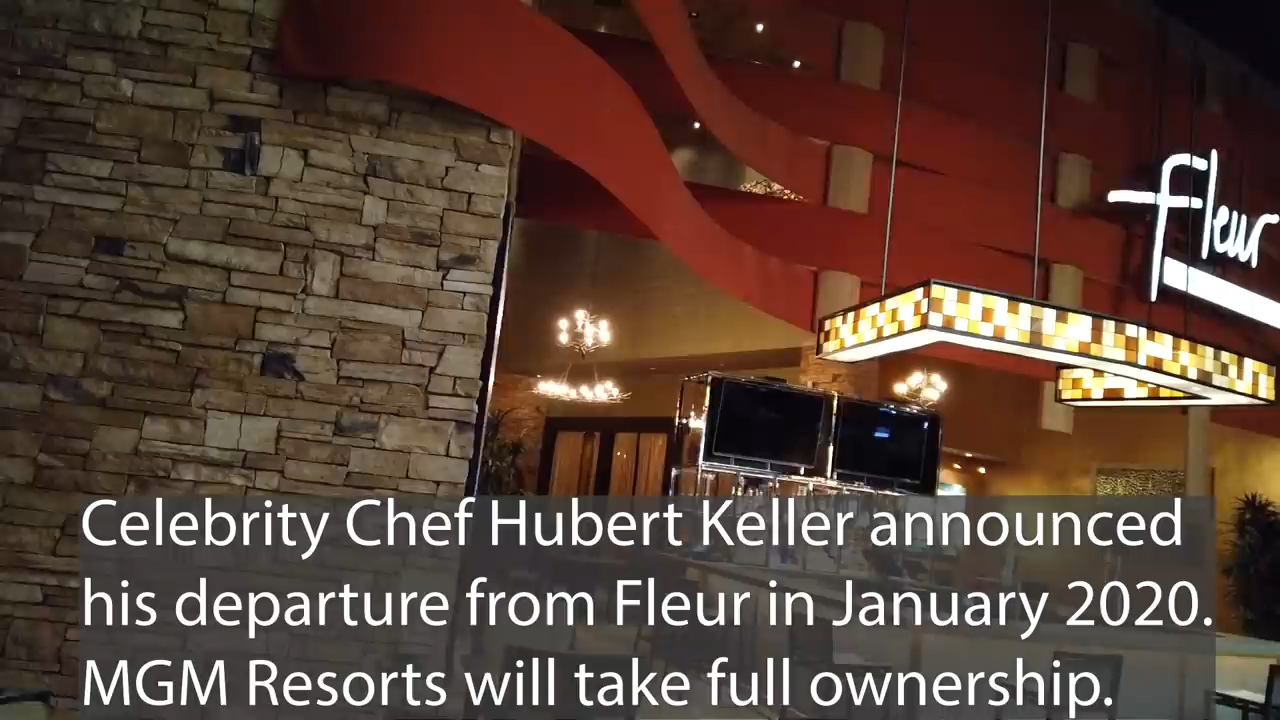 fleur
Celebrity Chef Hubert Keller announced
his departure from Fleur in January 2020.
MGM Resorts will take full ownership.